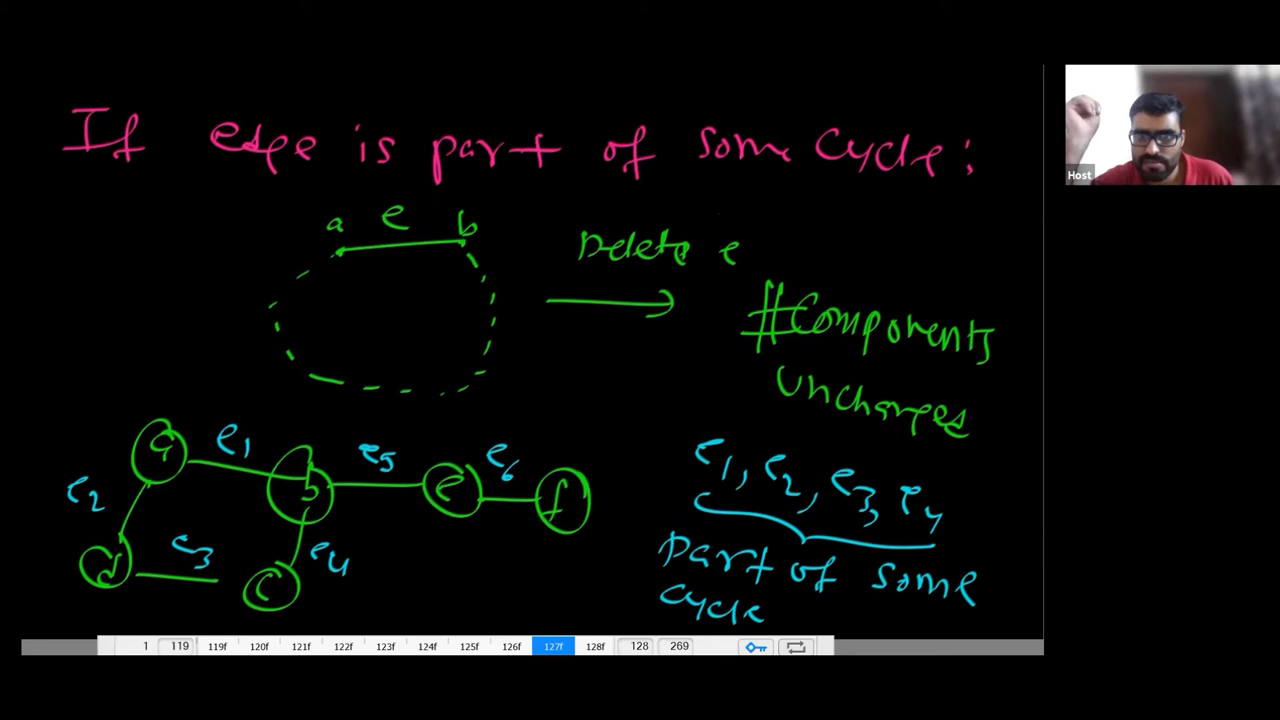 If edge is part of some cycle:
a e b
Delete e
#Components
unchanges
a e1 b e5 e e6 f
e2 d e3 c e4
e1, e2, e3, e4
part of some
cycle
Host
1 119 119f 120f 121f 122f 123f 124f 125f 126f 127f 128f 128 269